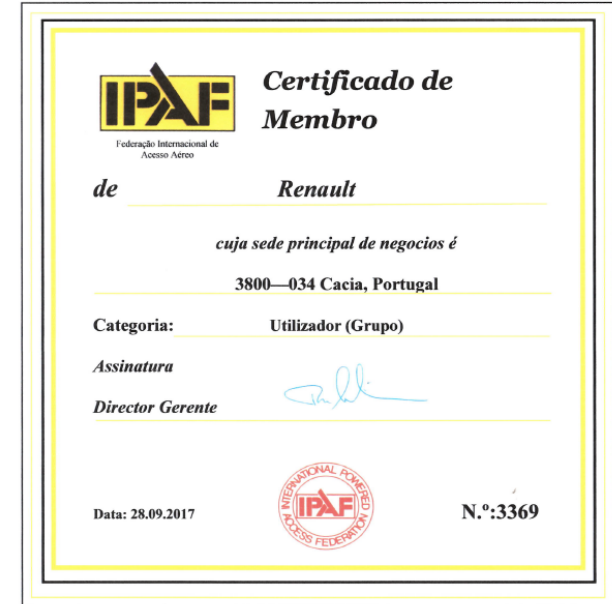 IPAF
Certificado de
Membro
Federação Internacional de
Acesso Aéreo
de Renault
cuja sede principal de negocios é
3800—034 Cacia, Portugal
Categoria: Utilizador (Grupo)
Assinatura
Director Gerente
INTERNATIONAL POWERED
IPAF
ACCESS FEDERATION
Data: 28.09.2017
N.º:3369